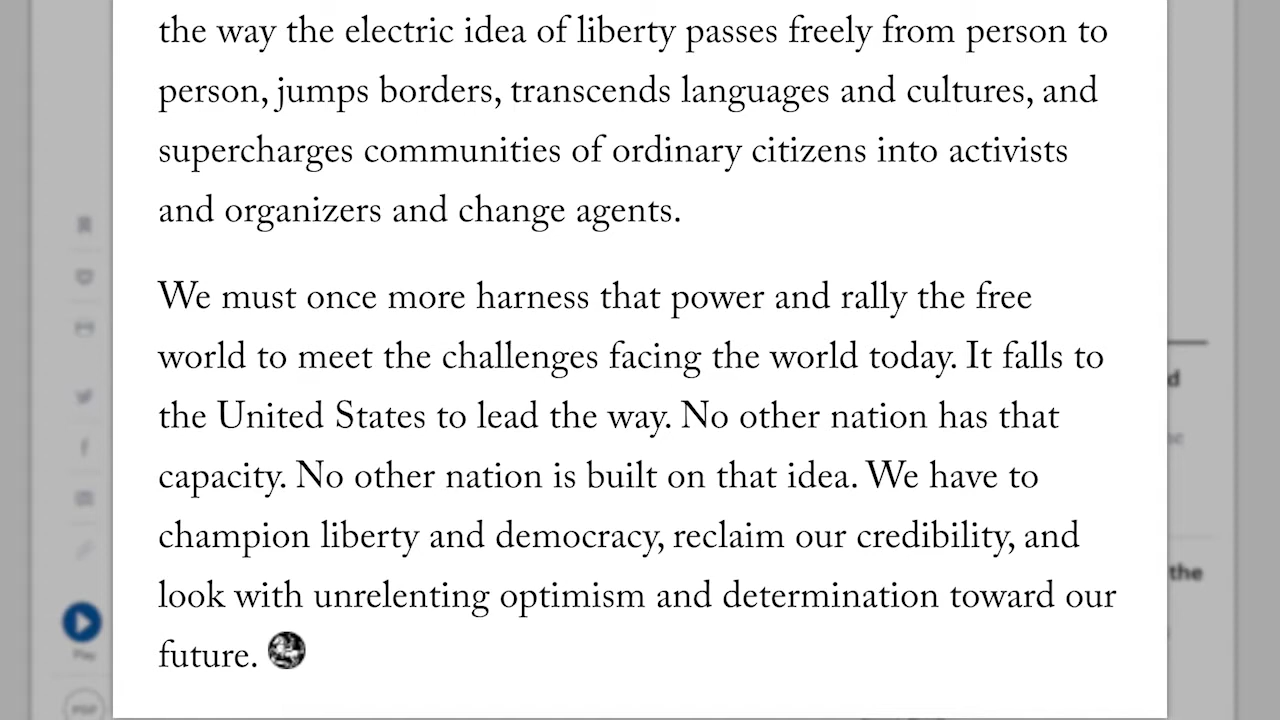 the way the electric idea of liberty passes freely from person to
person, jumps borders, transcends languages and cultures, and
supercharges communities of ordinary citizens into activists
and organizers and change agents.
We must once more harness that power and rally the free
world to meet the challenges facing the world today. It falls to
the United States to lead the way. No other nation has that
capacity. No other nation is built on that idea. We have to
champion liberty and democracy, reclaim our credibility, and
look with unrelenting optimism and determination toward our
future.
Play
PDF
d
the